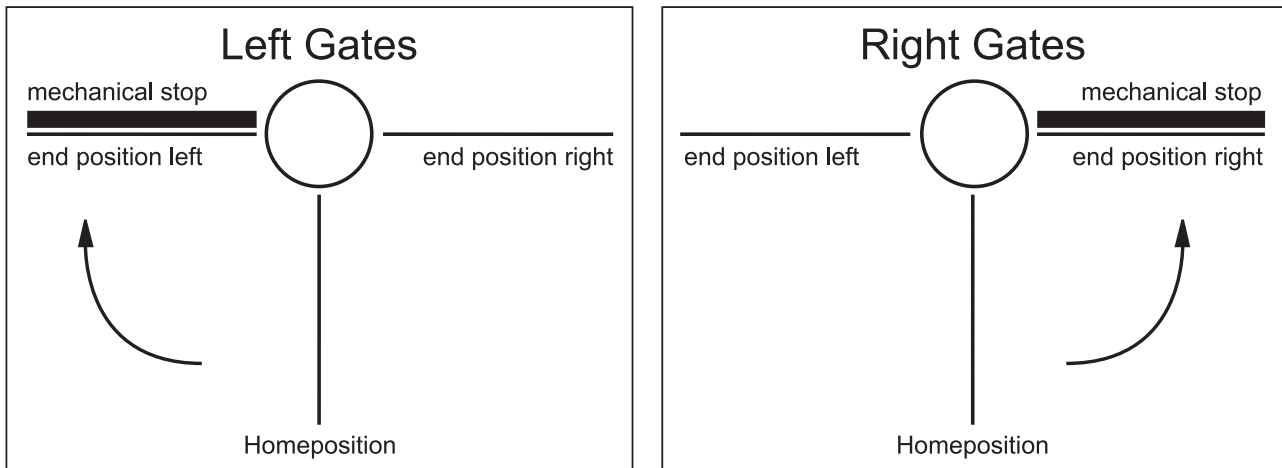 Left Gates
mechanical stop
end position left
end position right
Homeposition
Right Gates
mechanical stop
end position left
end position right
Homeposition